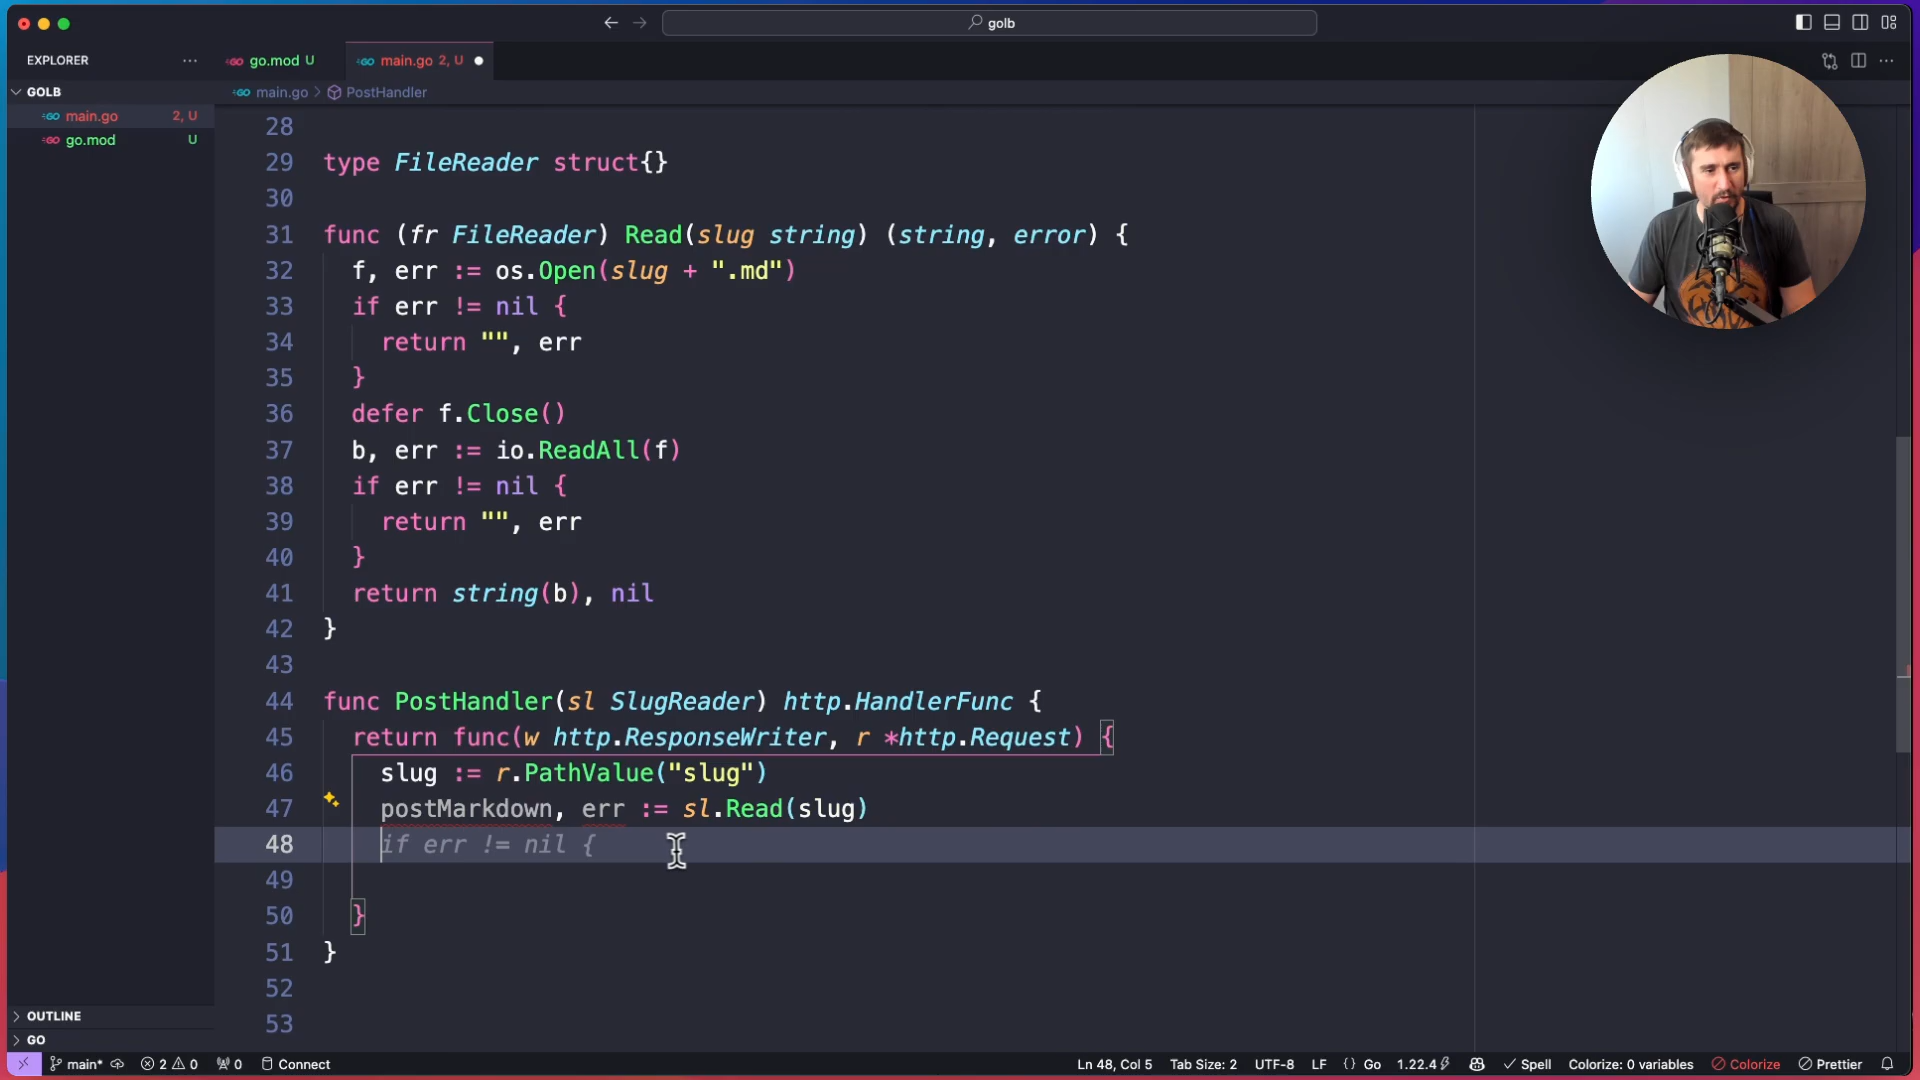 golb
EXPLORER
go.mod U
main.go 2, U
GOLB
main.go > PostHandler
main.go 2, U
go.mod U
28
29 type FileReader struct{}
30
31 func (fr FileReader) Read(slug string) (string, error) {
32 f, err := os.Open(slug + ".md")
33 if err != nil {
34 return "", err
35 }
36 defer f.Close()
37 b, err := io.ReadAll(f)
38 if err != nil {
39 return "", err
40 }
41 return string(b), nil
42 }
43
44 func PostHandler(sl SlugReader) http.HandlerFunc {
45 return func(w http.ResponseWriter, r *http.Request) {
46 slug := r.PathValue("slug")
47 postMarkdown, err := sl.Read(slug)
48 if err != nil {
49
50 }
51 }
52
53
OUTLINE
GO
main* 2 0 0 Connect Ln 48, Col 5 Tab Size: 2 UTF-8 LF {} Go 1.22.4 Spell Colorize: 0 variables Colorize Prettier